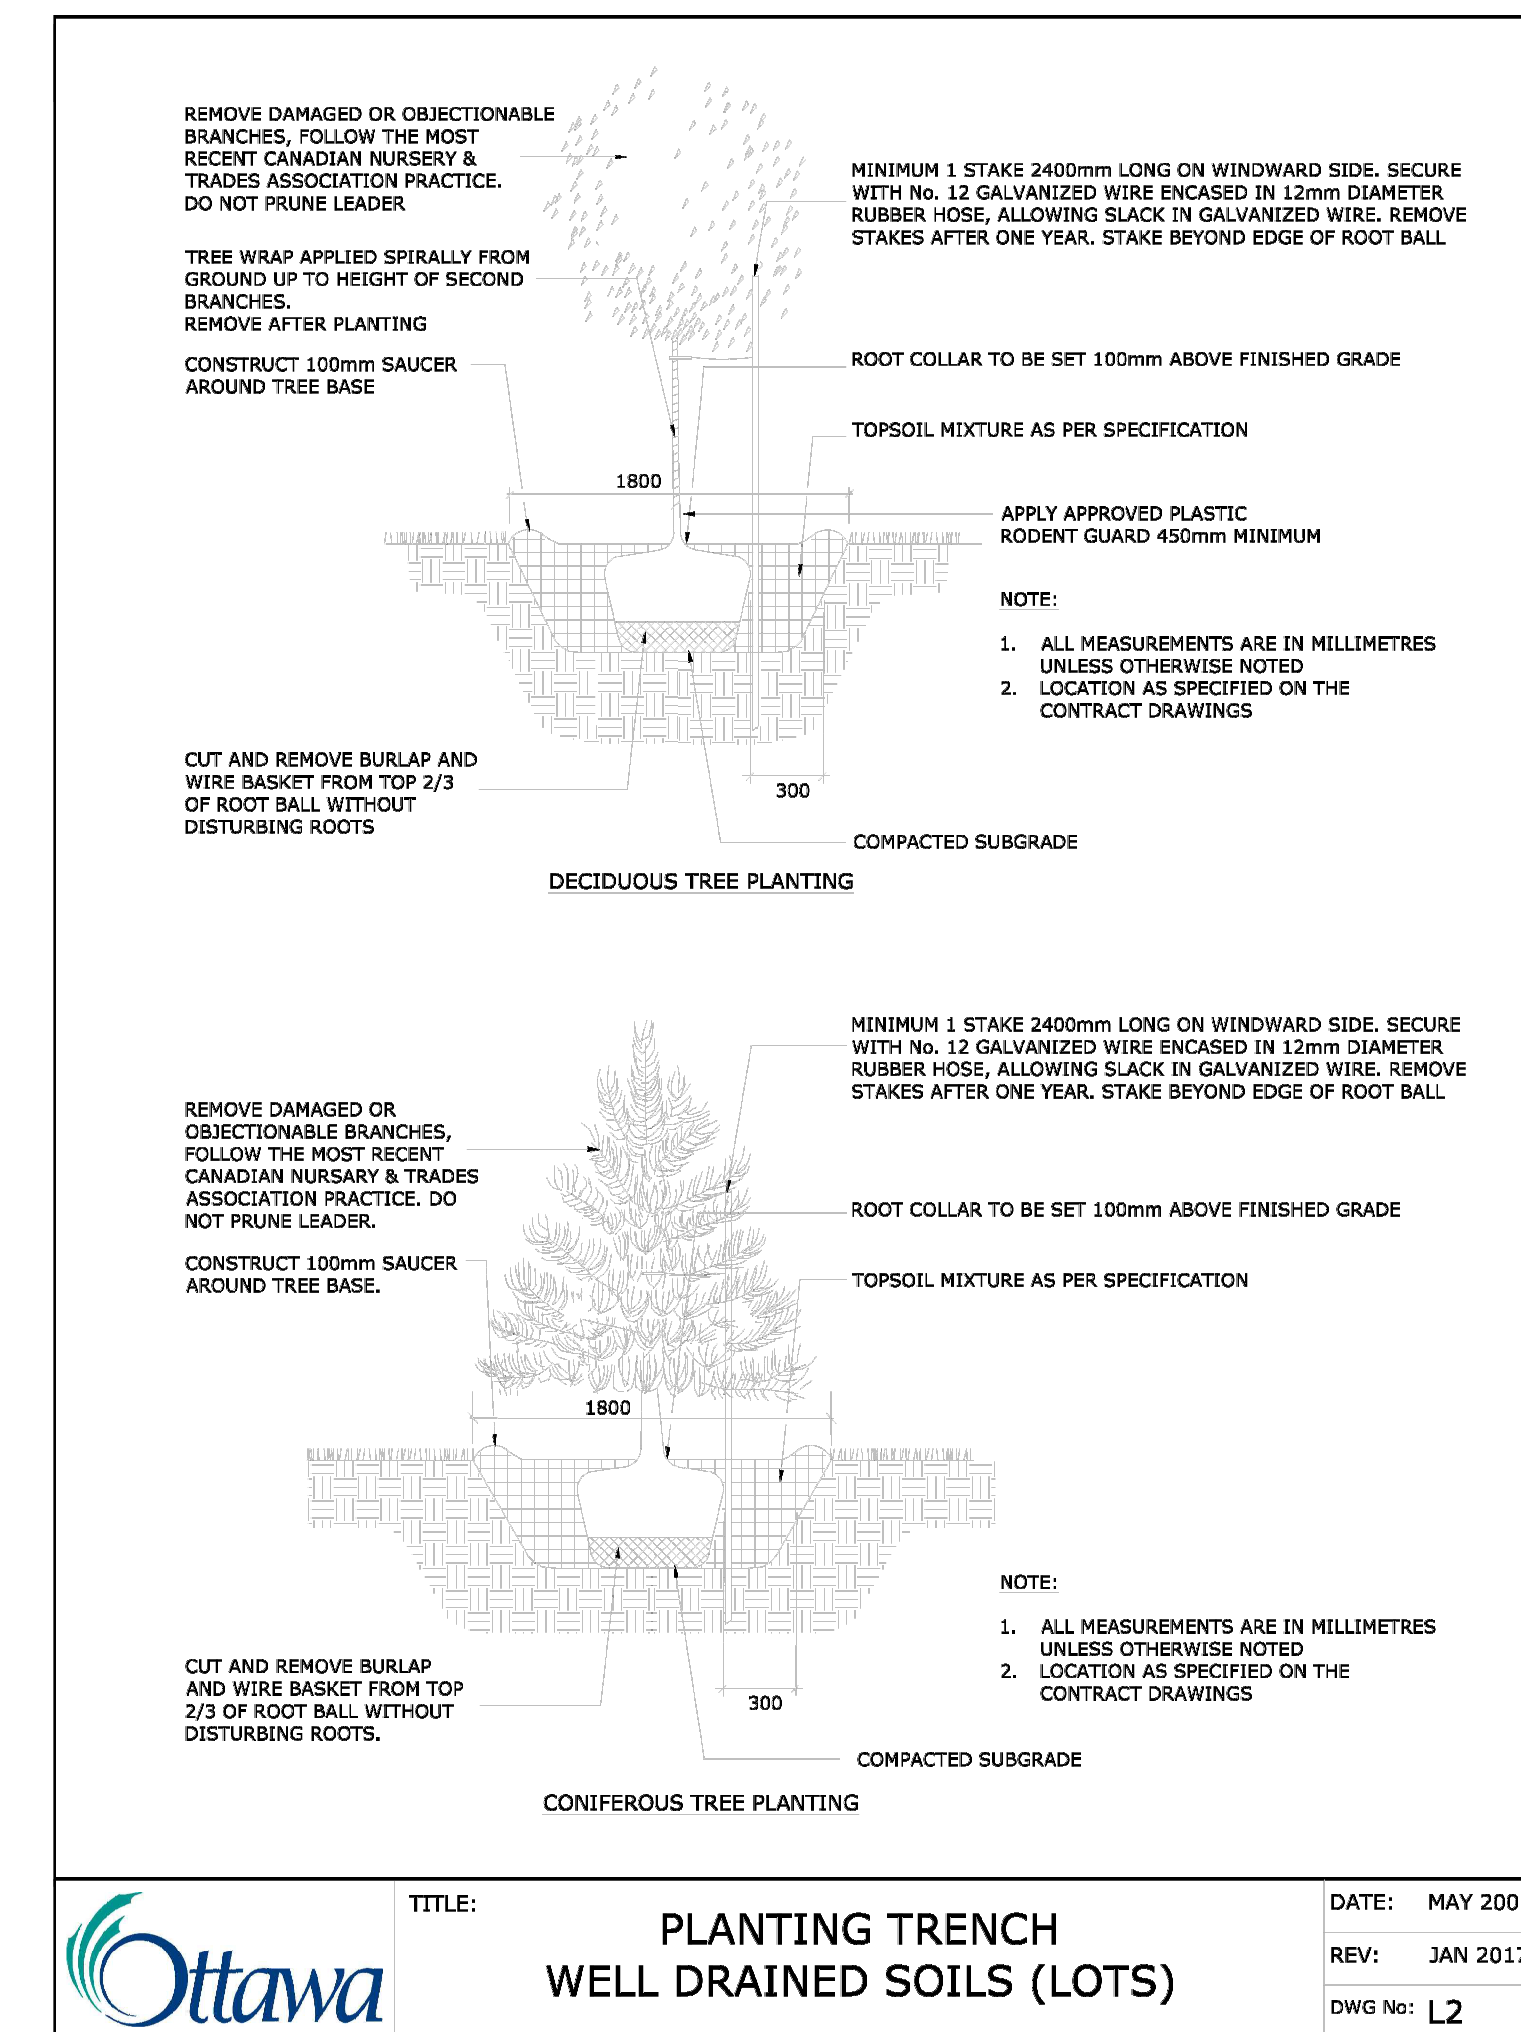 REMOVE DAMAGED OR OBJECTIONABLE
BRANCHES, FOLLOW THE MOST
RECENT CANADIAN NURSERY &
TRADES ASSOCIATION PRACTICE.
DO NOT PRUNE LEADER
MINIMUM 1 STAKE 2400mm LONG ON WINDWARD SIDE. SECURE
WITH No. 12 GALVANIZED WIRE ENCASED IN 12mm DIAMETER
RUBBER HOSE, ALLOWING SLACK IN GALVANIZED WIRE. REMOVE
STAKES AFTER ONE YEAR. STAKE BEYOND EDGE OF ROOT BALL
TREE WRAP APPLIED SPIRALLY FROM
GROUND UP TO HEIGHT OF SECOND
BRANCHES.
REMOVE AFTER PLANTING
CONSTRUCT 100mm SAUCER
AROUND TREE BASE
ROOT COLLAR TO BE SET 100mm ABOVE FINISHED GRADE
TOPSOIL MIXTURE AS PER SPECIFICATION
1800
APPLY APPROVED PLASTIC
RODENT GUARD 450mm MINIMUM
NOTE:
1. ALL MEASUREMENTS ARE IN MILLIMETRES
UNLESS OTHERWISE NOTED
2. LOCATION AS SPECIFIED ON THE
CONTRACT DRAWINGS
CUT AND REMOVE BURLAP AND
WIRE BASKET FROM TOP 2/3
OF ROOT BALL WITHOUT
DISTURBING ROOTS
300
COMPACTED SUBGRADE
DECIDUOUS TREE PLANTING
MINIMUM 1 STAKE 2400mm LONG ON WINDWARD SIDE. SECURE
WITH No. 12 GALVANIZED WIRE ENCASED IN 12mm DIAMETER
RUBBER HOSE, ALLOWING SLACK IN GALVANIZED WIRE. REMOVE
STAKES AFTER ONE YEAR. STAKE BEYOND EDGE OF ROOT BALL
REMOVE DAMAGED OR
OBJECTIONABLE BRANCHES,
FOLLOW THE MOST RECENT
CANADIAN NURSARY & TRADES
ASSOCIATION PRACTICE. DO
NOT PRUNE LEADER.
ROOT COLLAR TO BE SET 100mm ABOVE FINISHED GRADE
CONSTRUCT 100mm SAUCER
AROUND TREE BASE.
TOPSOIL MIXTURE AS PER SPECIFICATION
1800
NOTE:
1. ALL MEASUREMENTS ARE IN MILLIMETRES
UNLESS OTHERWISE NOTED
2. LOCATION AS SPECIFIED ON THE
CONTRACT DRAWINGS
CUT AND REMOVE BURLAP
AND WIRE BASKET FROM TOP
2/3 OF ROOT BALL WITHOUT
DISTURBING ROOTS.
300
COMPACTED SUBGRADE
CONIFEROUS TREE PLANTING
Ottawa
TITLE:
PLANTING TRENCH
WELL DRAINED SOILS (LOTS)
DATE: MAY 200
REV: JAN 2017
DWG No: L2